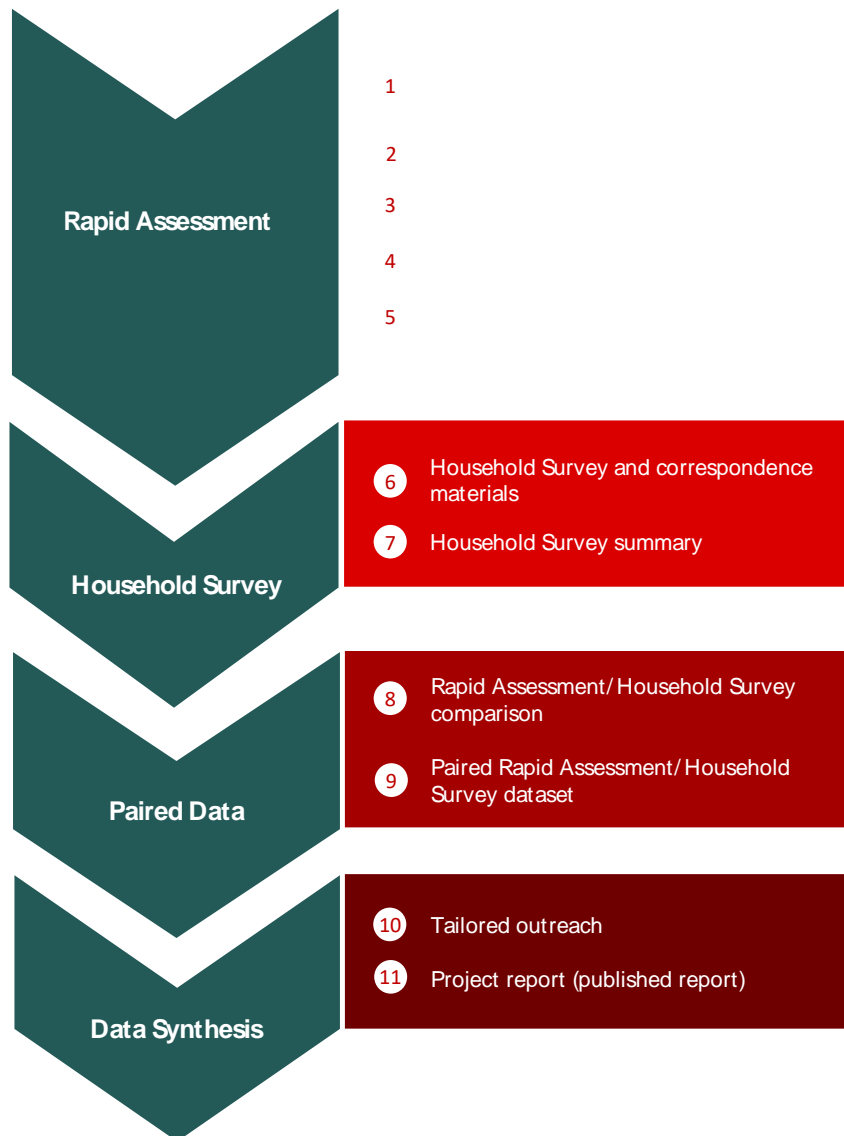 Rapid Assessment
1
2
3
4
5
Household Survey
6 Household Survey and correspondence
materials
7 Household Survey summary
Paired Data
8 Rapid Assessment/Household Survey
comparison
9 Paired Rapid Assessment/Household
Survey dataset
Data Synthesis
10 Tailored outreach
11 Project report (published report)